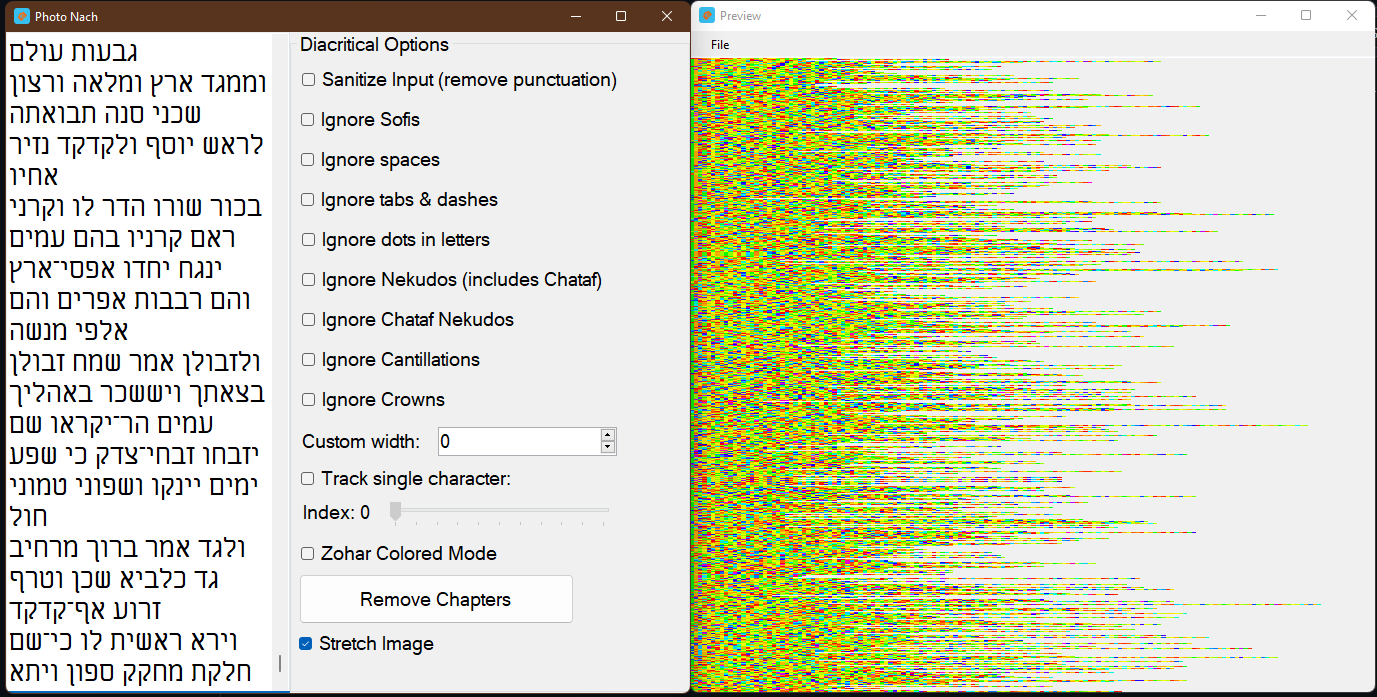 Photo Nach
גבעות עולם
וממגד ארץ ומלאה ורצון
שכני סנה תבואתה
לראש יוסף ולקדקד נזיר
אחיו
בכור שורו הדר לו וקרני
ראם קרניו בהם עמים
ינגח יחדו אפסי־ארץ
והם רבבות אפרים והם
אלפי מנשה
ולזבולן אמר שמח זבולן
בצאתך ויששכר באהליך
עמים הר־יקראו שם
יזבחו זבחי־צדק כי שפע
ימים יינקו ושפוני טמוני
חול
ולגד אמר ברוך מרחיב
גד כלביא שכן וטרף
זרוע אף־קדקד
וירא ראשית לו כי־שם
חלקת מחקק ספון ויתא
Diacritical Options
Sanitize Input (remove punctuation)
Ignore Sofis
Ignore spaces
Ignore tabs & dashes
Ignore dots in letters
Ignore Nekudos (includes Chataf)
Ignore Chataf Nekudos
Ignore Cantillations
Ignore Crowns
Custom width: 0
Track single character:
Index: 0
Zohar Colored Mode
Remove Chapters
Stretch Image
Preview
File